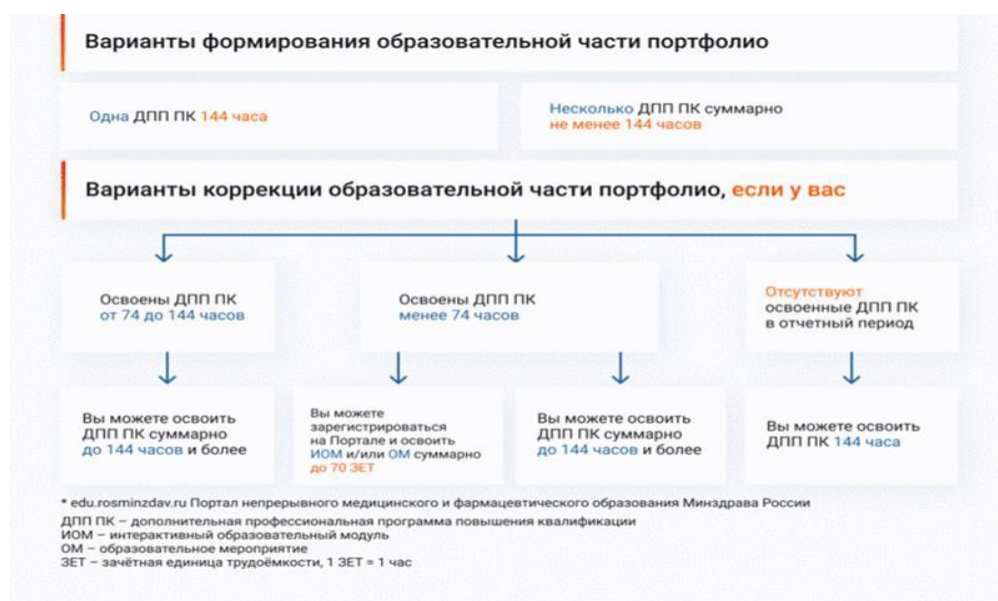 Варианты формирования образовательной части портфолио
Одна ДПП ПК 144 часа
Несколько ДПП ПК суммарно
не менее 144 часов
Варианты коррекции образовательной части портфолио, если у вас
Освоены ДПП ПК
от 74 до 144 часов
Освоены ДПП ПК
менее 74 часов
Отсутствуют
освоенные ДПП ПК
в отчетный период
Вы можете освоить
ДПП ПК суммарно
до 144 часов и более
Вы можете
зарегистрироваться
на Портале и освоить
ИОМ и/или ОМ суммарно
до 70 ЗЕТ
Вы можете освоить
ДПП ПК суммарно
до 144 часов и более
Вы можете освоить
ДПП ПК 144 часа
* edu.rosminzdav.ru Портал непрерывного медицинского и фармацевтического образования Минздрава России
ДПП ПК – дополнительная профессиональная программа повышения квалификации
ИОМ – интерактивный образовательный модуль
ОМ – образовательное мероприятие
ЗЕТ – зачётная единица трудоёмкости, 1 ЗЕТ = 1 час